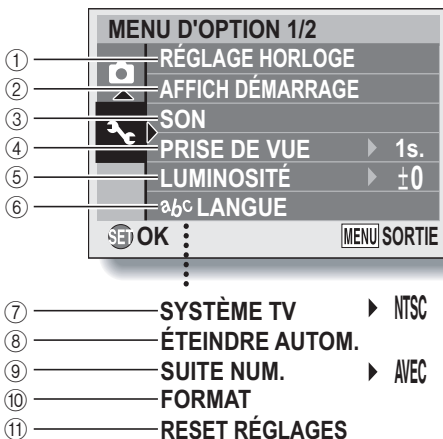 MENU D'OPTION 1/2
① RÉGLAGE HORLOGE
② AFFICH DÉMARRAGE
③ SON
④ PRISE DE VUE 1s.
⑤ LUMINOSITÉ ±0
⑥ abc LANGUE
SET OK MENU SORTIE
⑦ SYSTÈME TV NTSC
⑧ ÉTEINDRE AUTOM.
⑨ SUITE NUM. AVEC
⑩ FORMAT
⑪ RESET RÉGLAGES